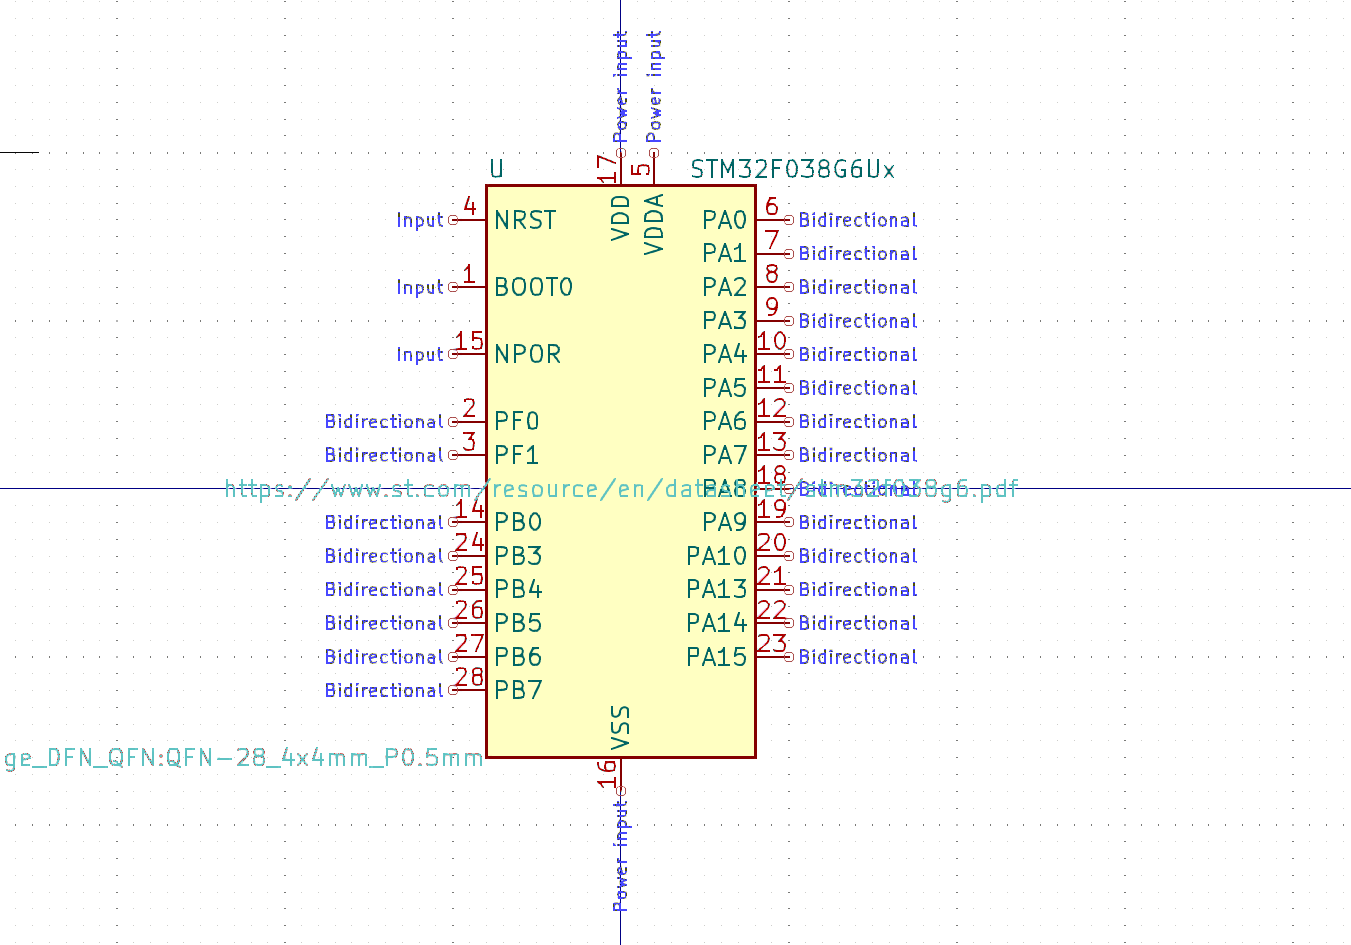 Power input Power input
17 5
U STM32F038G6Ux
VDD VDDA
Input 4 NRST PA0 6 Bidirectional
PA1 7 Bidirectional
Input 1 BOOT0 PA2 8 Bidirectional
PA3 9 Bidirectional
Input 15 NPOR PA4 10 Bidirectional
PA5 11 Bidirectional
Bidirectional 2 PF0 PA6 12 Bidirectional
Bidirectional 3 PF1 PA7 13 Bidirectional
https://www.st.com/resource/en/datasheet/stm32f038g6.pdf
PA8 18 Bidirectional
Bidirectional 14 PB0 PA9 19 Bidirectional
Bidirectional 24 PB3 PA10 20 Bidirectional
Bidirectional 25 PB4 PA13 21 Bidirectional
Bidirectional 26 PB5 PA14 22 Bidirectional
Bidirectional 27 PB6 PA15 23 Bidirectional
Bidirectional 28 PB7
VSS
ge_DFN_QFN:QFN-28_4x4mm_P0.5mm
16
Power input